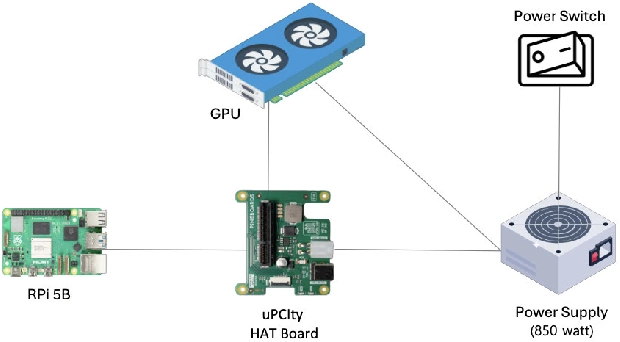 Power Switch
GPU
RPi 5B
uPCIty
HAT Board
Power Supply
(850 watt)